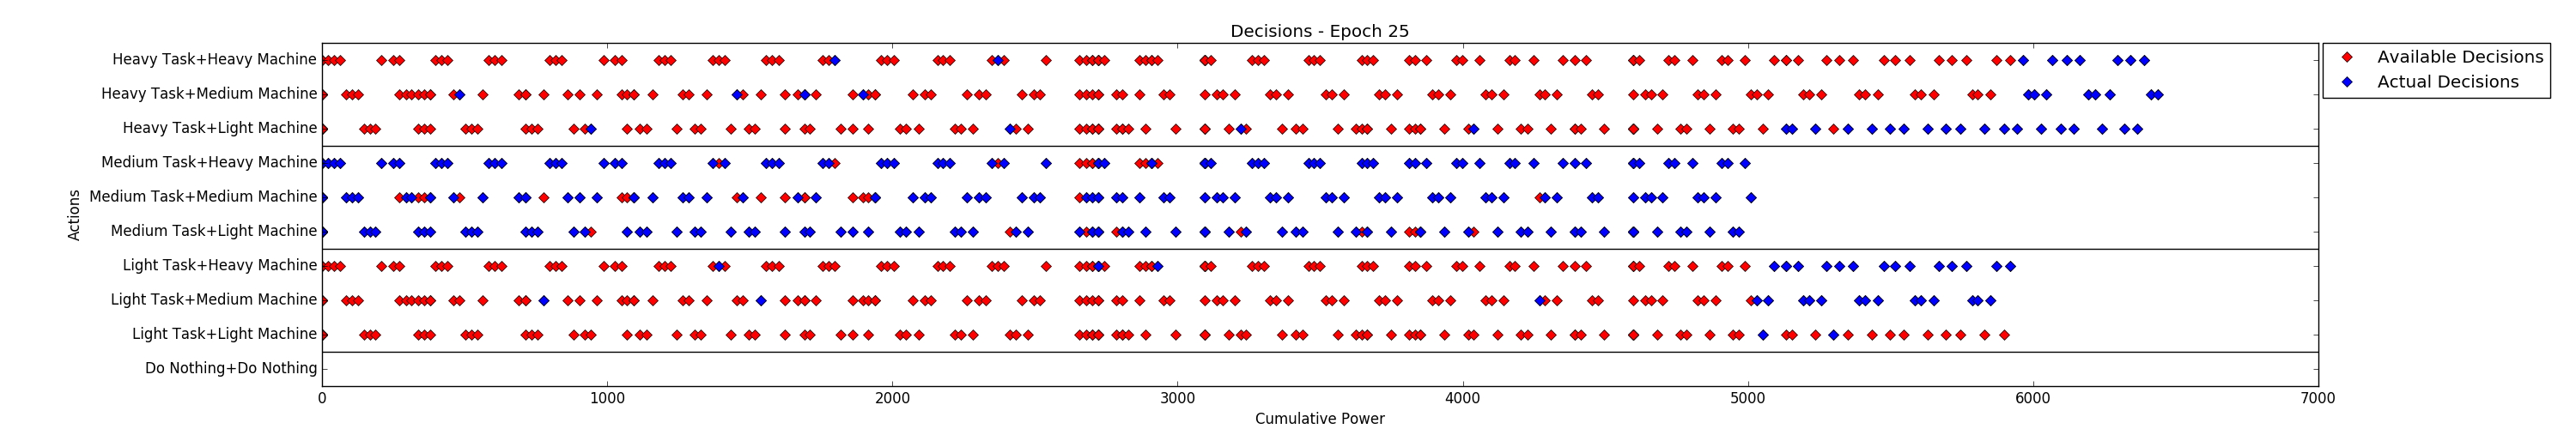 Decisions - Epoch 25
Available Decisions
Actual Decisions
Actions
Heavy Task+Heavy Machine
Heavy Task+Medium Machine
Heavy Task+Light Machine
Medium Task+Heavy Machine
Medium Task+Medium Machine
Medium Task+Light Machine
Light Task+Heavy Machine
Light Task+Medium Machine
Light Task+Light Machine
Do Nothing+Do Nothing
0 1000 2000 3000 4000 5000 6000 7000
Cumulative Power